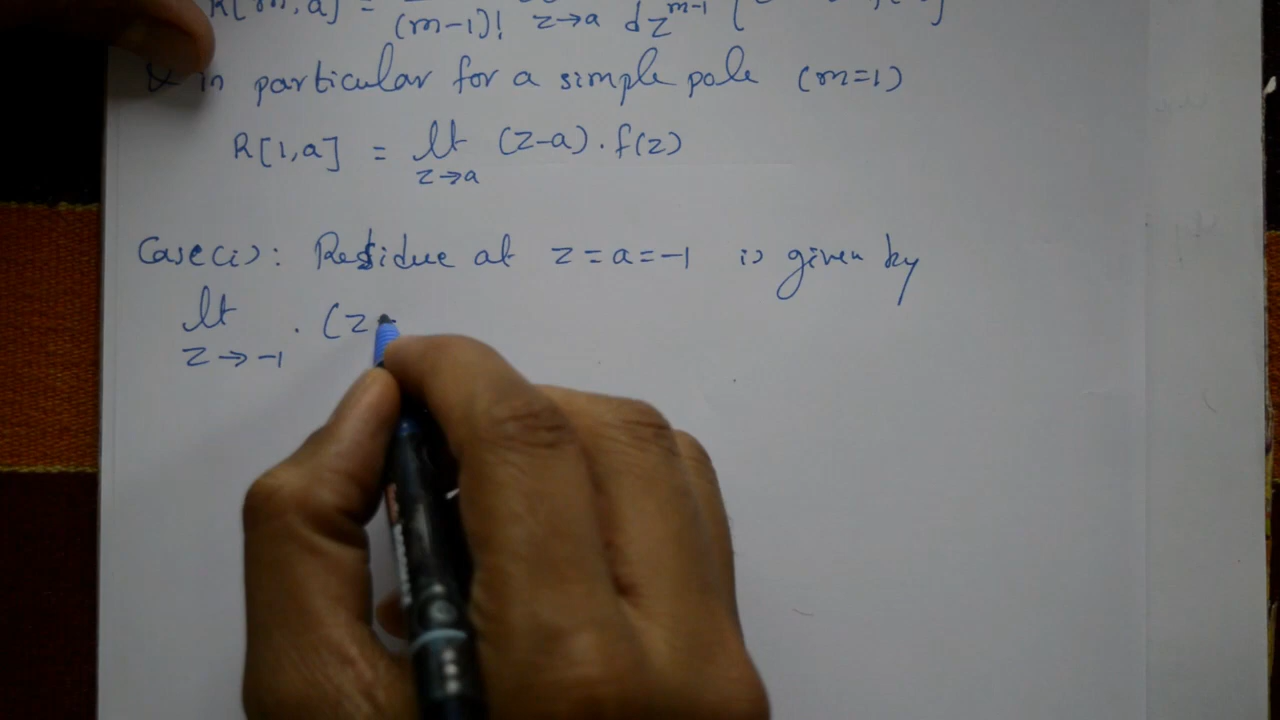 R[m,a] = (m-1)! z→a dz^{m-1} [
& in particular for a simple pole (m=1)
R[1,a] = lt z→a (z-a).f(z)
Case(i): Residue at z=a=-1 is given by
lt z→-1 . (z